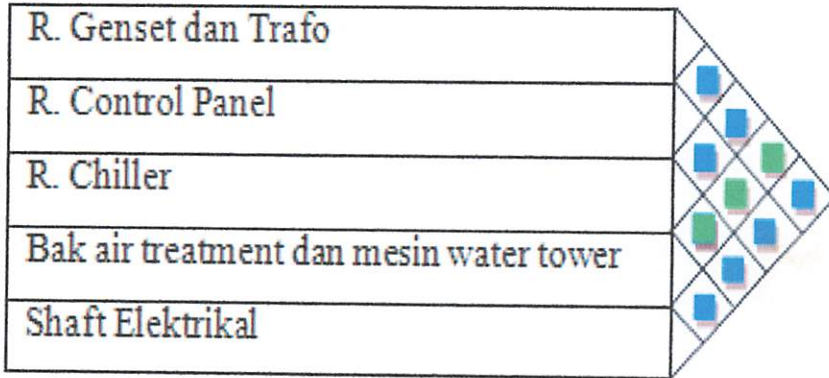 R. Genset dan Trafo
R. Control Panel
R. Chiller
Bak air treatment dan mesin water tower
Shaft Elektrikal